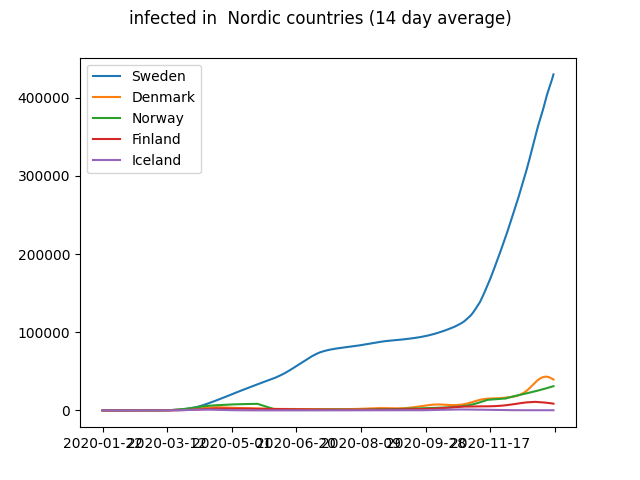 infected in  Nordic countries (14 day average)
Sweden
Denmark
Norway
Finland
Iceland
400000
300000
200000
100000
0
2020-01-22 2020-03-12 2020-05-01 2020-06-20 2020-08-09 2020-09-28 2020-11-17